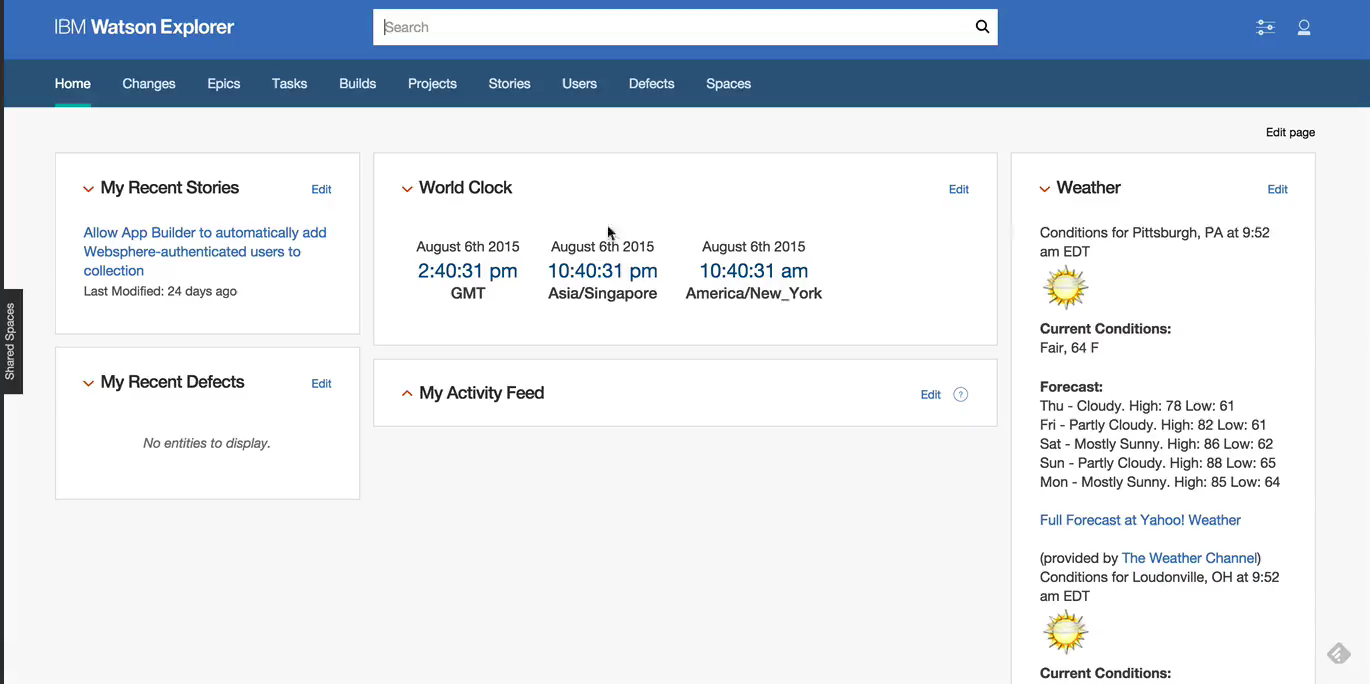 IBM Watson Explorer
Search
Home Changes Epics Tasks Builds Projects Stories Users Defects Spaces
Edit page
Shared Spaces
My Recent Stories Edit
Allow App Builder to automatically add
Websphere-authenticated users to
collection
Last Modified: 24 days ago
My Recent Defects Edit
No entities to display.
World Clock Edit
August 6th 2015 August 6th 2015 August 6th 2015
2:40:31 pm 10:40:31 pm 10:40:31 am
GMT Asia/Singapore America/New_York
My Activity Feed Edit ?
Weather Edit
Conditions for Pittsburgh, PA at 9:52
am EDT
Current Conditions:
Fair, 64 F
Forecast:
Thu - Cloudy. High: 78 Low: 61
Fri - Partly Cloudy. High: 82 Low: 61
Sat - Mostly Sunny. High: 86 Low: 62
Sun - Partly Cloudy. High: 88 Low: 65
Mon - Mostly Sunny. High: 85 Low: 64
Full Forecast at Yahoo! Weather
(provided by The Weather Channel)
Conditions for Loudonville, OH at 9:52
am EDT
Current Conditions: